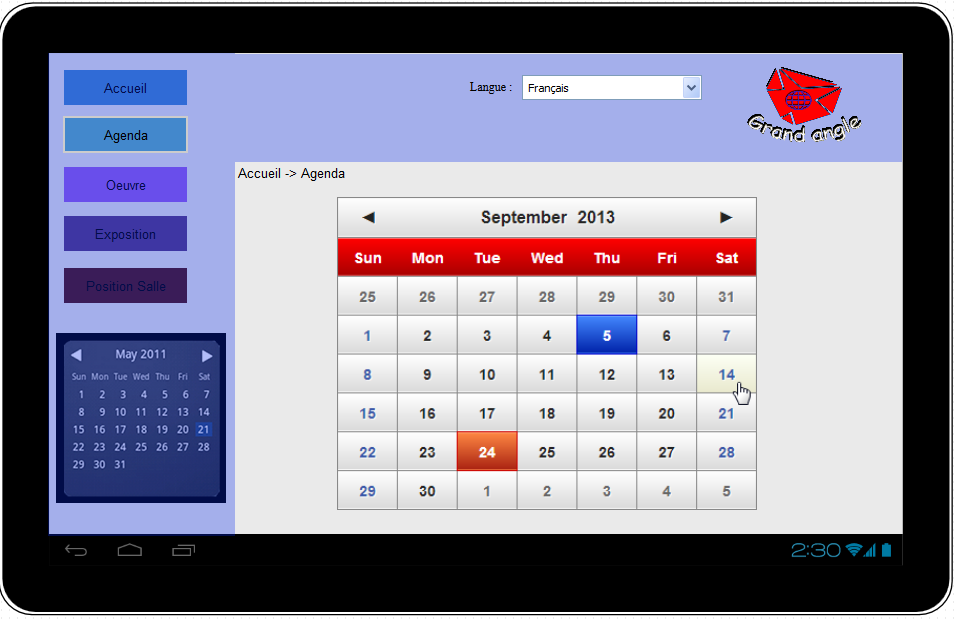 Accueil
Agenda
Oeuvre
Exposition
Position Salle
May 2011
Sun Mon Tue Wed Thu Fri Sat
1 2 3 4 5 6 7
8 9 10 11 12 13 14
15 16 17 18 19 20 21
22 23 24 25 26 27 28
29 30 31
Langue : Français
Grand angle
Accueil -> Agenda
September 2013
Sun Mon Tue Wed Thu Fri Sat
25 26 27 28 29 30 31
1 2 3 4 5 6 7
8 9 10 11 12 13 14
15 16 17 18 19 20 21
22 23 24 25 26 27 28
29 30 1 2 3 4 5
2:30